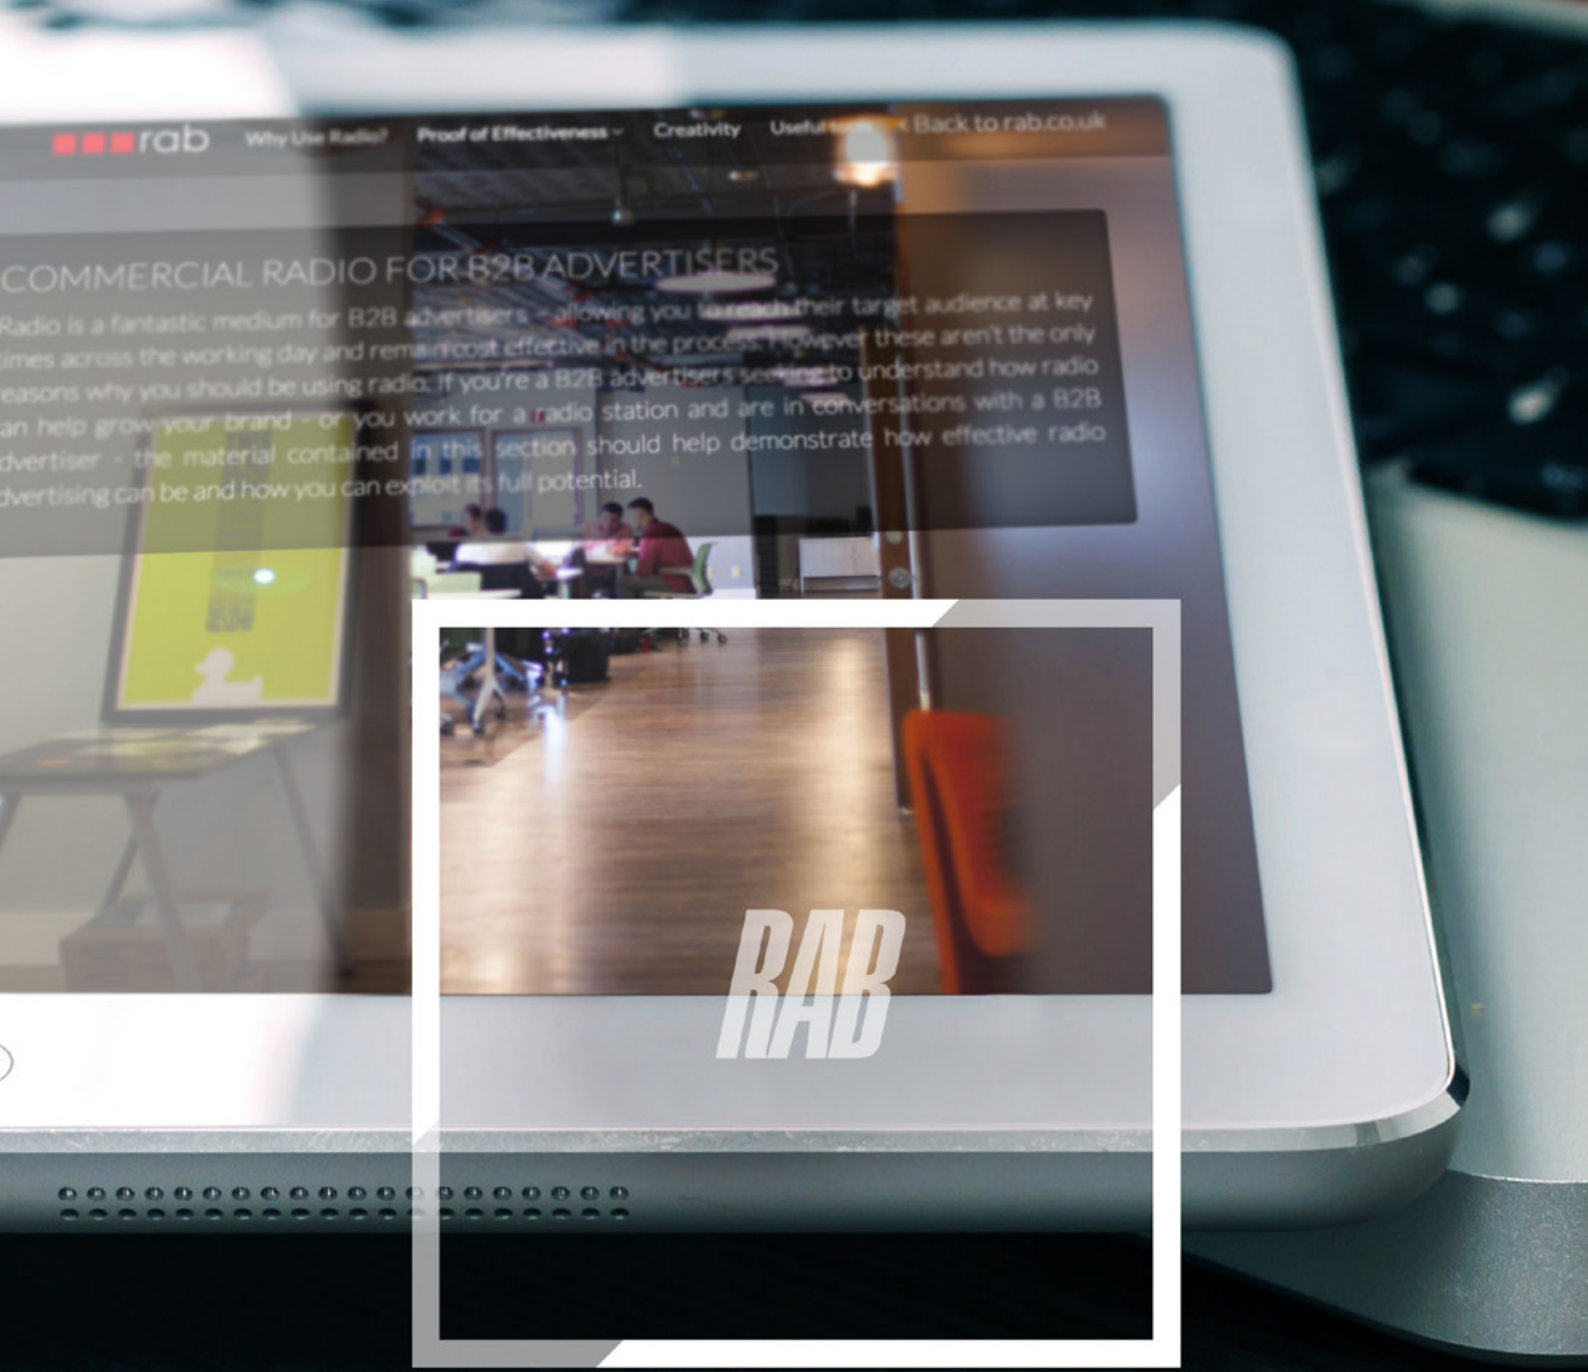 rab Why Use Radio? Proof of Effectiveness Creativity Useful < Back to rab.co.uk
COMMERCIAL RADIO FOR B2B ADVERTISERS
Radio is a fantastic medium for B2B advertisers - allowing you to reach their target audience at key
times across the working day and remain cost effective in the process. However these aren't the only
easons why you should be using radio. If you're a B2B advertisers seeking to understand how radio
an help grow your brand - or you work for a radio station and are in conversations with a B2B
dvertiser - the material contained in this section should help demonstrate how effective radio
dvertising can be and how you can exploit its full potential.
RAB